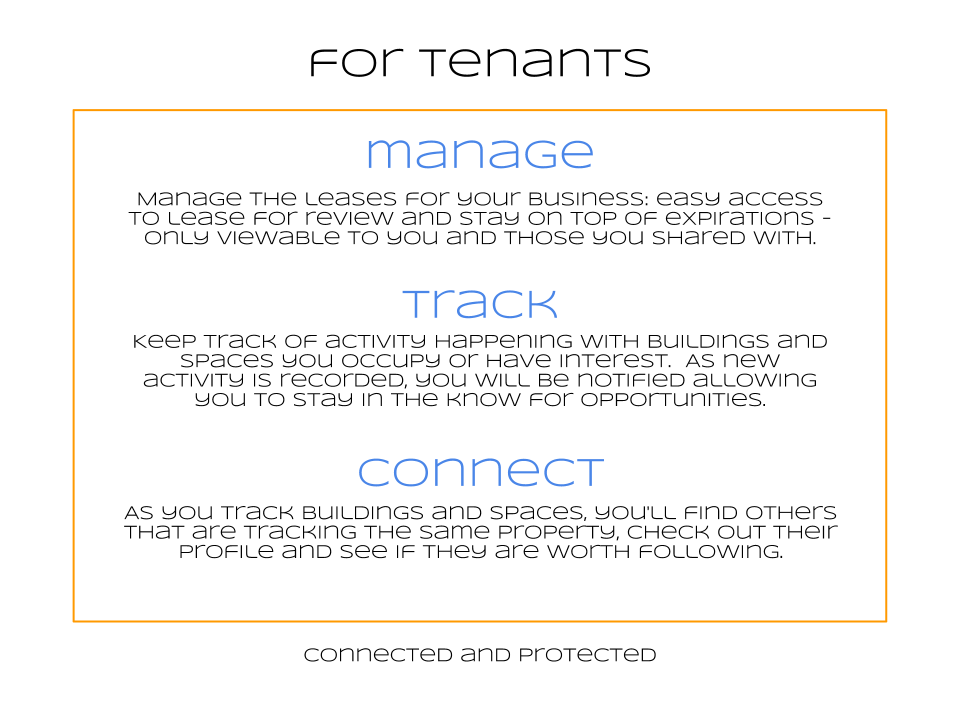 for tenants
manage
Manage the leases for your business: easy access
to lease for review and stay on top of expirations -
only viewable to you and those you shared with.
track
Keep track of activity happening with buildings and
spaces you occupy or have interest.  As new
activity is recorded, you will be notified allowing
you to stay in the know for opportunities.
connect
As you track buildings and spaces, you'll find others
that are tracking the same property, check out their
profile and see if they are worth following.
connected and protected